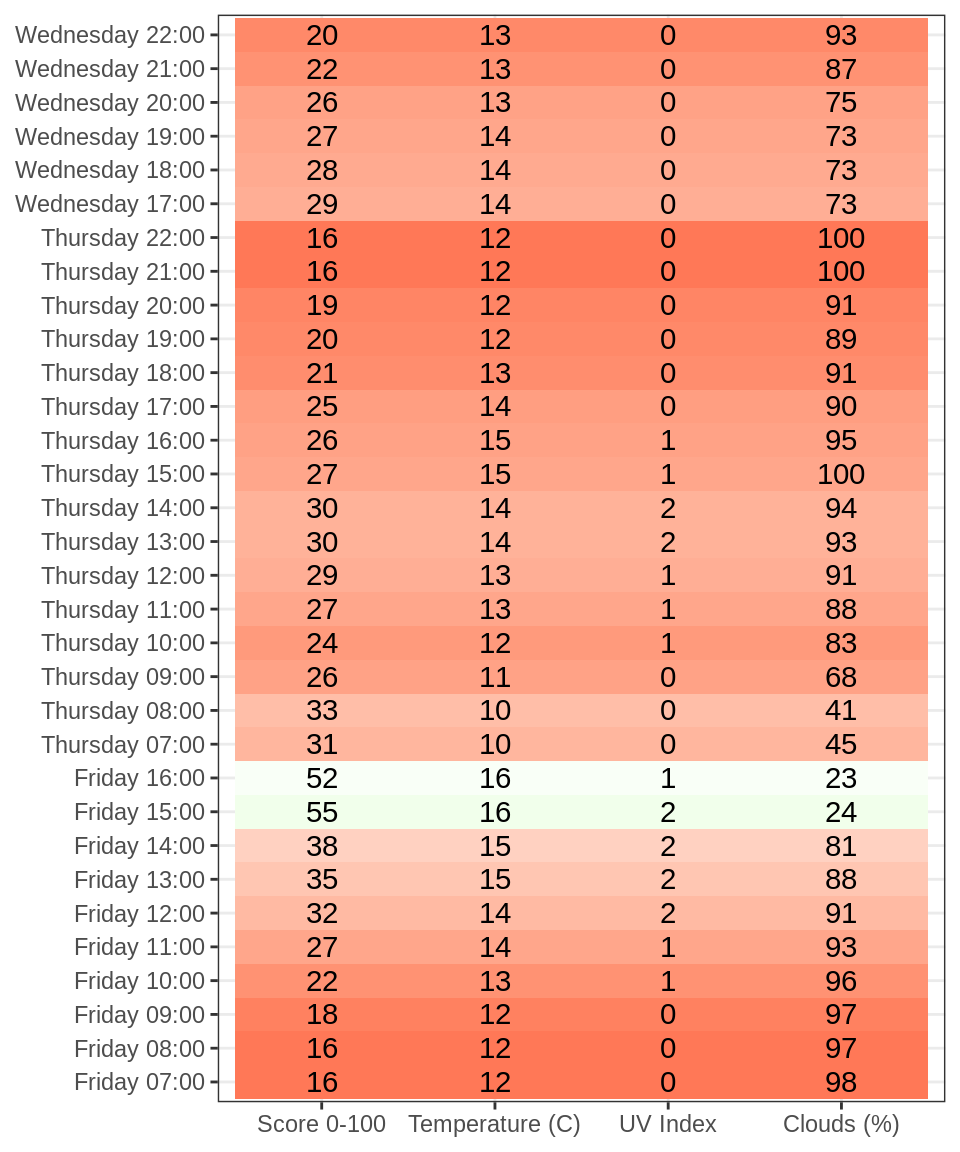 Wednesday 22:00 20 13 0 93
Wednesday 21:00 22 13 0 87
Wednesday 20:00 26 13 0 75
Wednesday 19:00 27 14 0 73
Wednesday 18:00 28 14 0 73
Wednesday 17:00 29 14 0 73
Thursday 22:00 16 12 0 100
Thursday 21:00 16 12 0 100
Thursday 20:00 19 12 0 91
Thursday 19:00 20 12 0 89
Thursday 18:00 21 13 0 91
Thursday 17:00 25 14 0 90
Thursday 16:00 26 15 1 95
Thursday 15:00 27 15 1 100
Thursday 14:00 30 14 2 94
Thursday 13:00 30 14 2 93
Thursday 12:00 29 13 1 91
Thursday 11:00 27 13 1 88
Thursday 10:00 24 12 1 83
Thursday 09:00 26 11 0 68
Thursday 08:00 33 10 0 41
Thursday 07:00 31 10 0 45
Friday 16:00 52 16 1 23
Friday 15:00 55 16 2 24
Friday 14:00 38 15 2 81
Friday 13:00 35 15 2 88
Friday 12:00 32 14 2 91
Friday 11:00 27 14 1 93
Friday 10:00 22 13 1 96
Friday 09:00 18 12 0 97
Friday 08:00 16 12 0 97
Friday 07:00 16 12 0 98
Score 0-100 Temperature (C) UV Index Clouds (%)